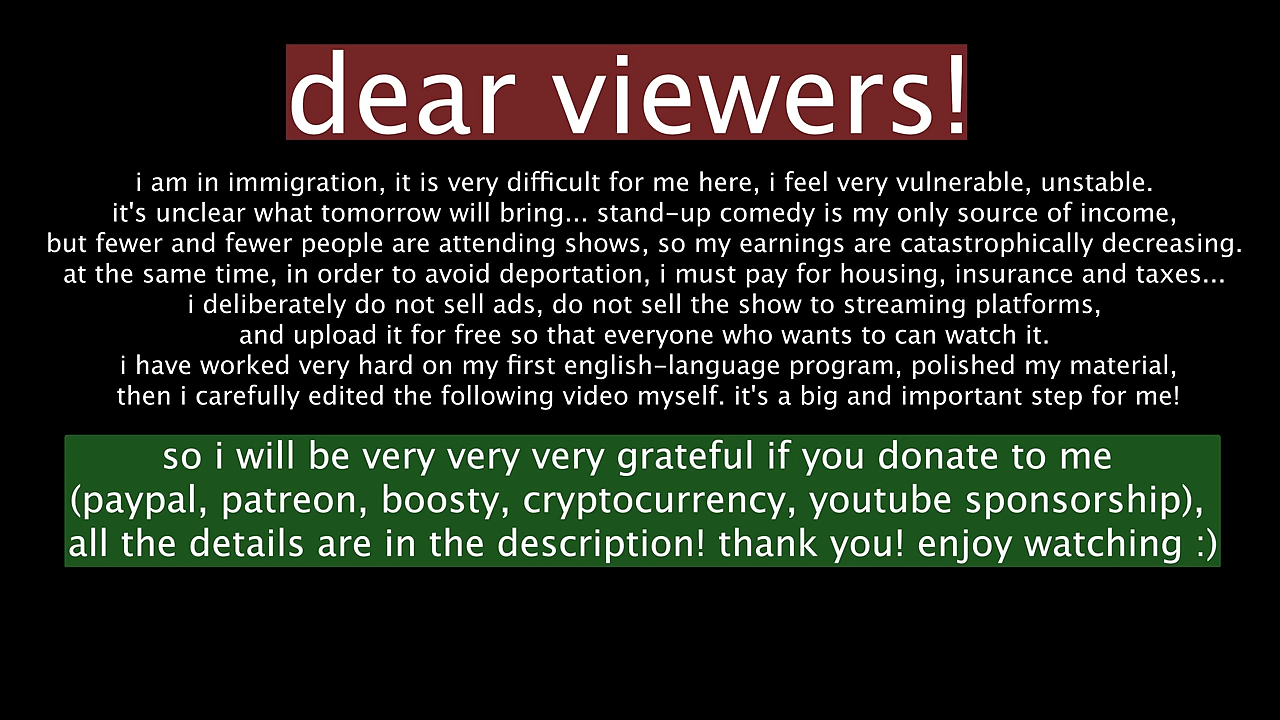 dear viewers!
i am in immigration, it is very difficult for me here, i feel very vulnerable, unstable.
it's unclear what tomorrow will bring... stand-up comedy is my only source of income,
but fewer and fewer people are attending shows, so my earnings are catastrophically decreasing.
at the same time, in order to avoid deportation, i must pay for housing, insurance and taxes...
i deliberately do not sell ads, do not sell the show to streaming platforms,
and upload it for free so that everyone who wants to can watch it.
i have worked very hard on my first english-language program, polished my material,
then i carefully edited the following video myself. it's a big and important step for me!
so i will be very very very grateful if you donate to me
(paypal, patreon, boosty, cryptocurrency, youtube sponsorship),
all the details are in the description! thank you! enjoy watching :)